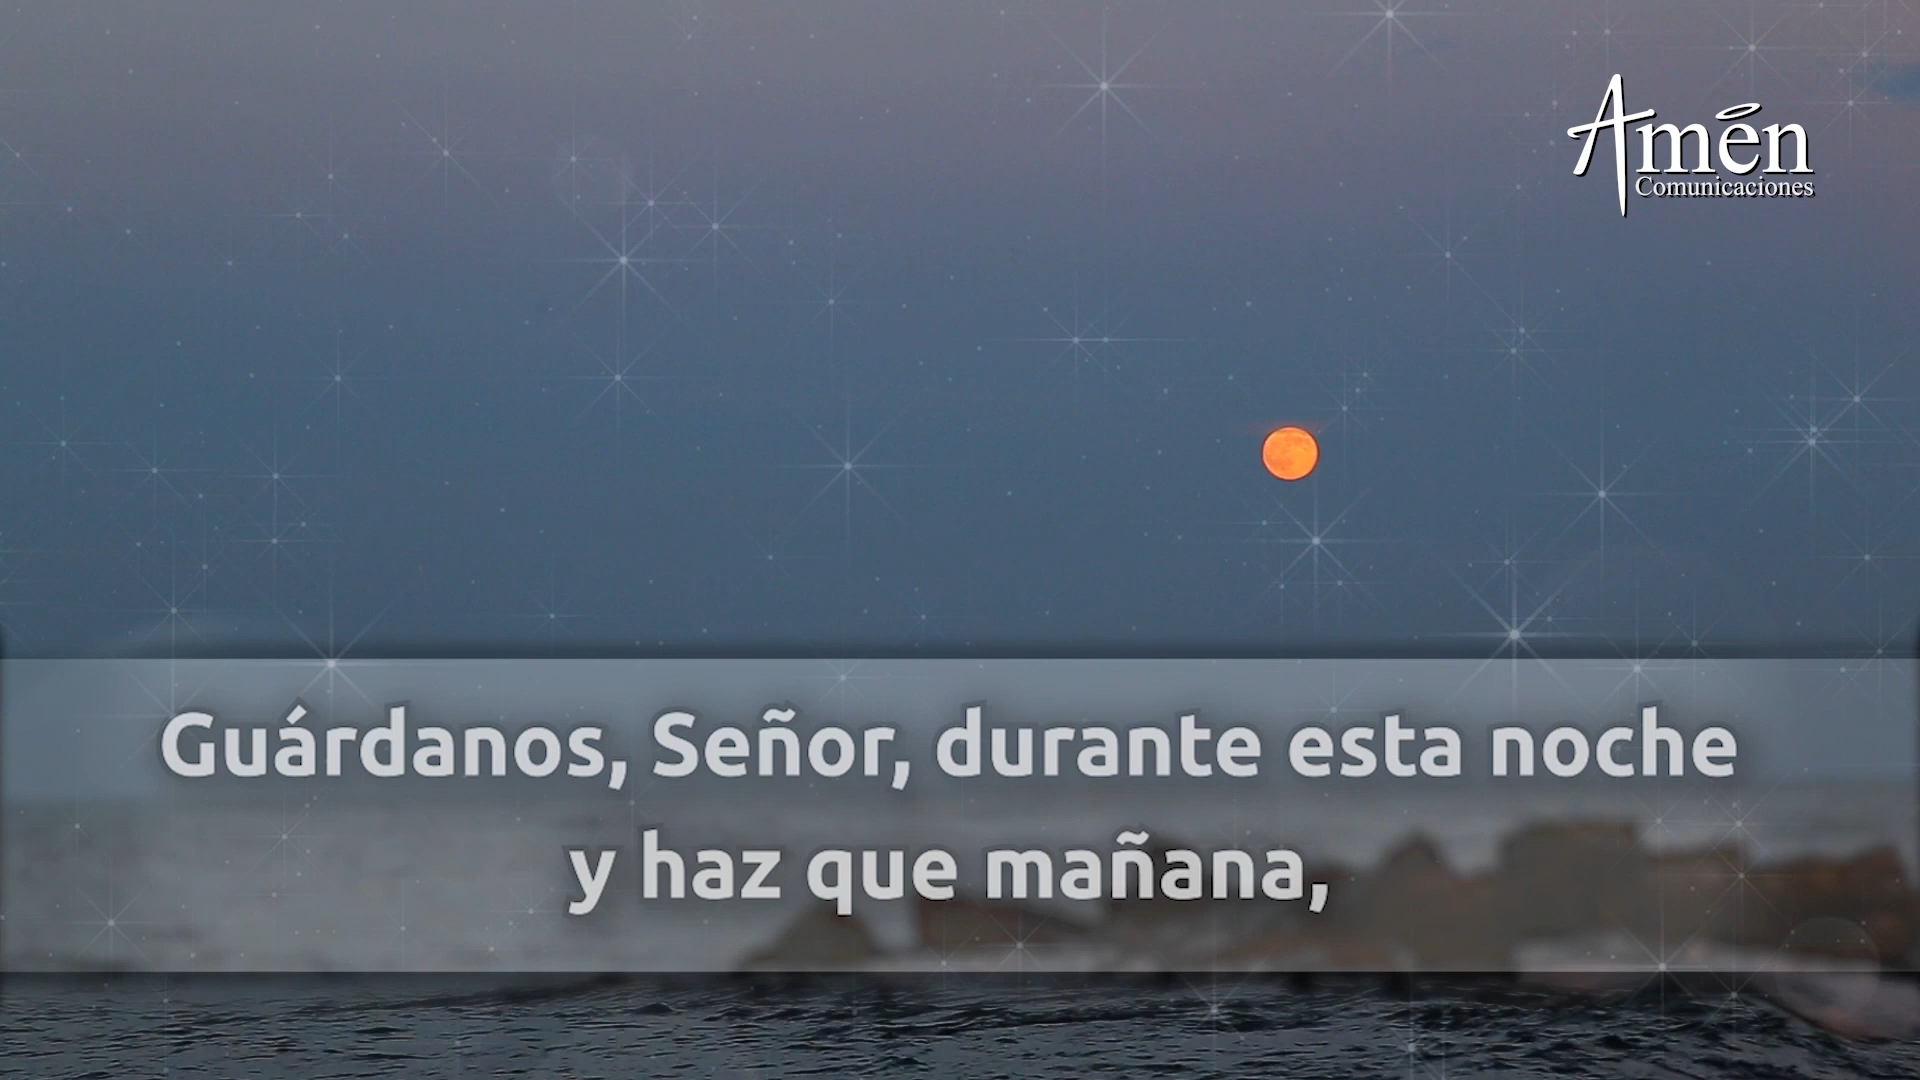 Amén
Comunicaciones
Guárdanos, Señor, durante esta noche
y haz que mañana,